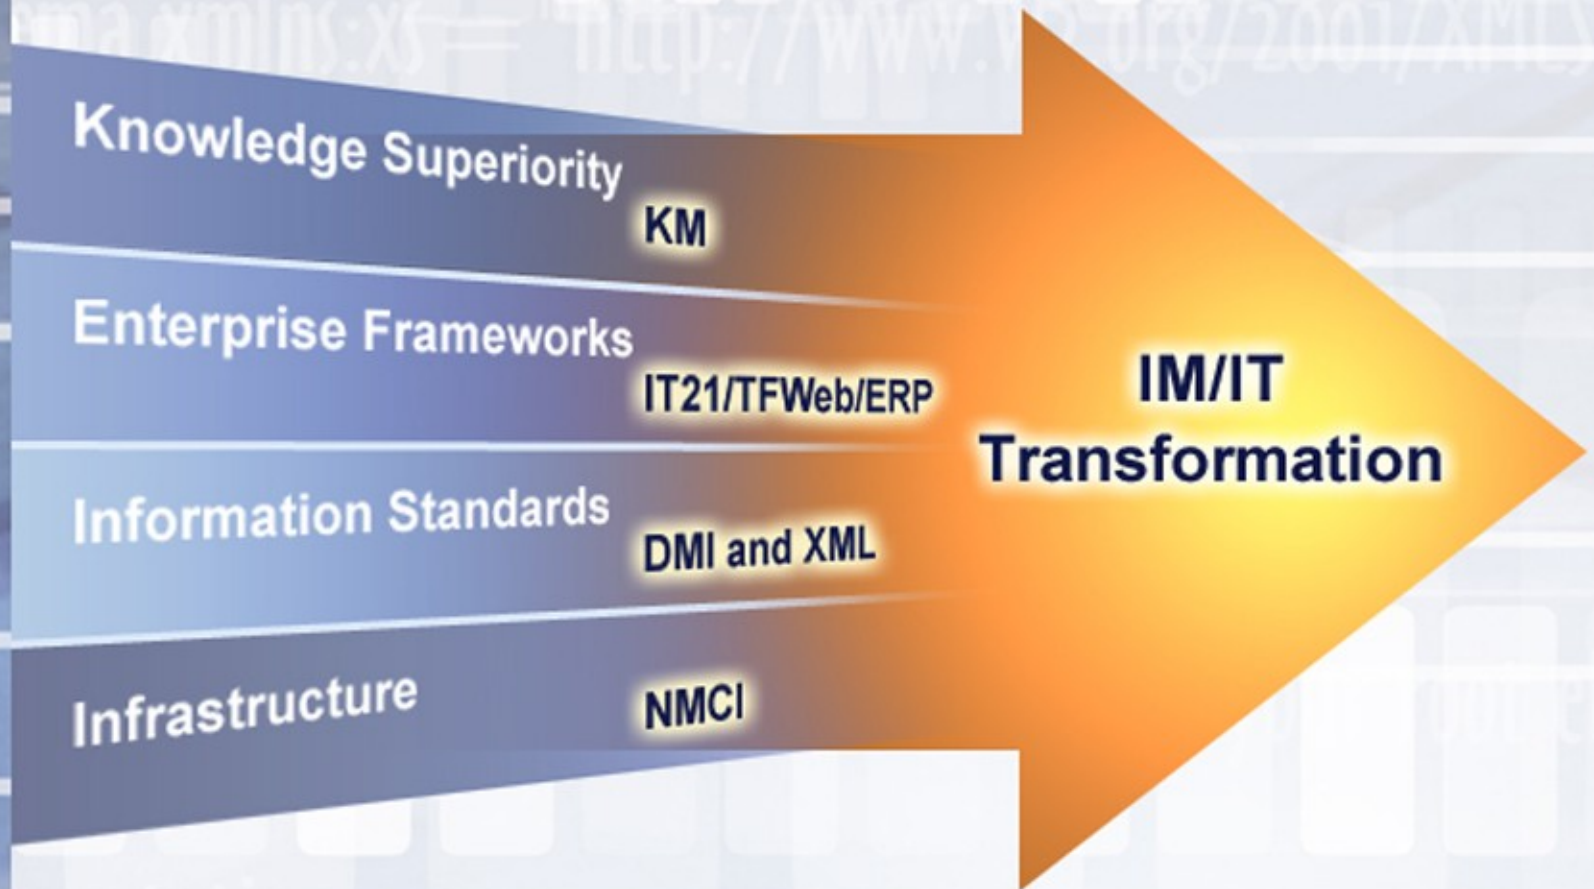 Knowledge Superiority
KM
Enterprise Frameworks
IT21/TFWeb/ERP
Information Standards
DMI and XML
Infrastructure
NMCI
IM/IT
Transformation